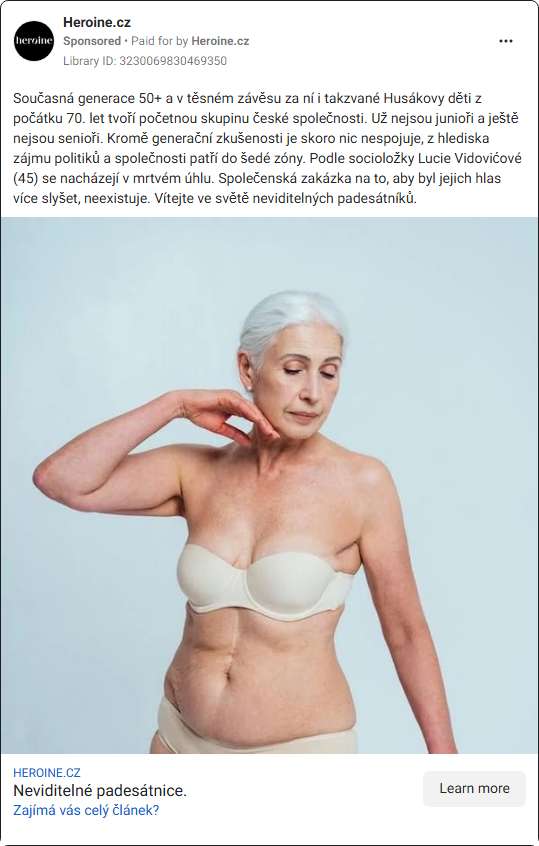 Heroine.cz
heroine
Sponsored • Paid for by Heroine.cz
Library ID: 3230069830469350
Současná generace 50+ a v těsném závěsu za ní i takzvané Husákovy děti z
počátku 70. let tvoří početnou skupinu české společnosti. Už nejsou junioři a ještě
nejsou senioři. Kromě generační zkušenosti je skoro nic nespojuje, z hlediska
zájmu politiků a společnosti patří do šedé zóny. Podle socioložky Lucie Vidovićové
(45) se nacházejí v mrtvém úhlu. Společenská zakázka na to, aby byl jejich hlas
více slyšet, neexistuje. Vítejte ve světě neviditelných padesátníků.
HEROINE.CZ
Neviditelné padesátnice.
Zajímá vás celý článek?
Learn more